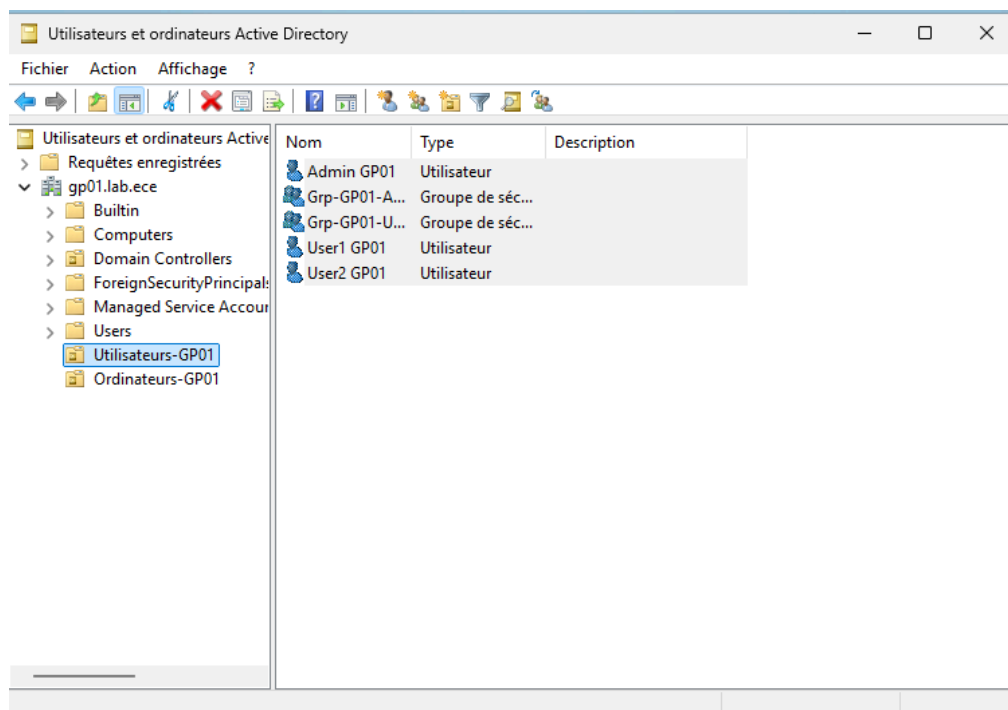 Utilisateurs et ordinateurs Active Directory
Fichier Action Affichage ?
Utilisateurs et ordinateurs Active
Requêtes enregistrées
gp01.lab.ece
Builtin
Computers
Domain Controllers
ForeignSecurityPrincipals
Managed Service Accour
Users
Utilisateurs-GP01
Ordinateurs-GP01
Nom Type Description
Admin GP01 Utilisateur
Grp-GP01-A... Groupe de séc...
Grp-GP01-U... Groupe de séc...
User1 GP01 Utilisateur
User2 GP01 Utilisateur